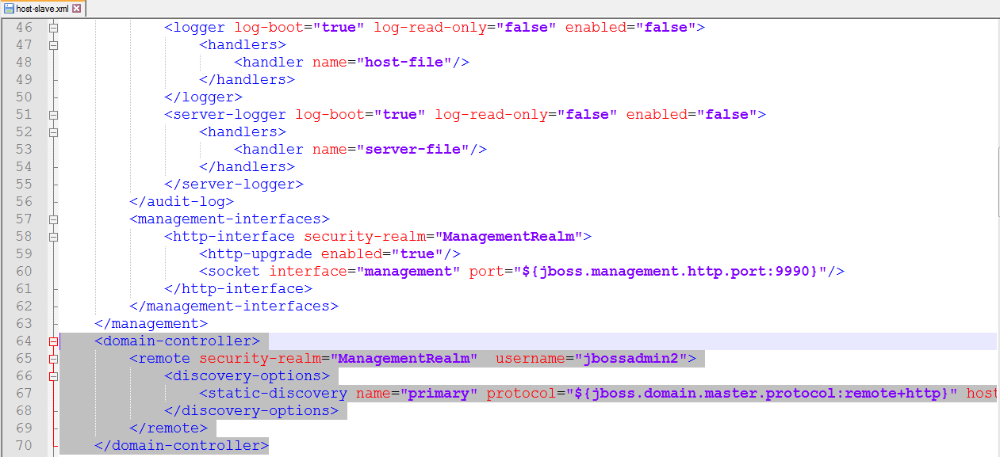 host-slave.xml
46 <logger log-boot="true" log-read-only="false" enabled="false">
47 <handlers>
48 <handler name="host-file"/>
49 </handlers>
50 </logger>
51 <server-logger log-boot="true" log-read-only="false" enabled="false">
52 <handlers>
53 <handler name="server-file"/>
54 </handlers>
55 </server-logger>
56 </audit-log>
57 <management-interfaces>
58 <http-interface security-realm="ManagementRealm">
59 <http-upgrade enabled="true"/>
60 <socket interface="management" port="${jboss.management.http.port:9990}"/>
61 </http-interface>
62 </management-interfaces>
63 </management>
64 <domain-controller>
65 <remote security-realm="ManagementRealm"  username="jbossadmin2">
66 <discovery-options>
67 <static-discovery name="primary" protocol="${jboss.domain.master.protocol:remote+http}" host
68 </discovery-options>
69 </remote>
70 </domain-controller>